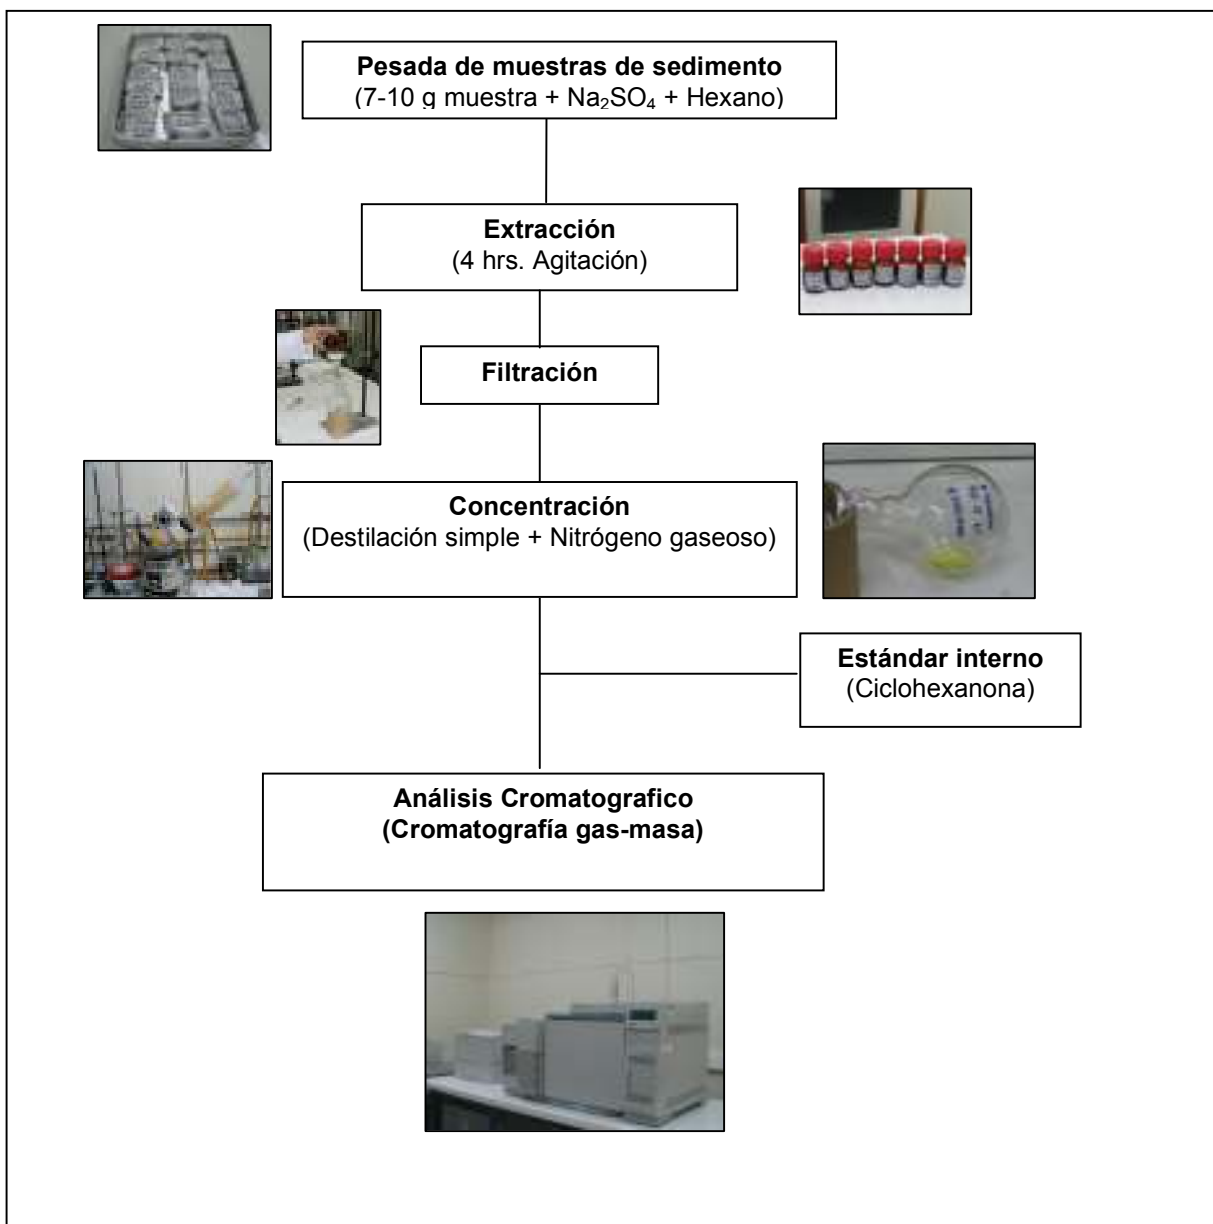 Pesada de muestras de sedimento
(7-10 g muestra + Na₂SO₄ + Hexano)
Extracción
(4 hrs. Agitación)
Filtración
Concentración
(Destilación simple + Nitrógeno gaseoso)
Estándar interno
(Ciclohexanona)
Análisis Cromatografico
(Cromatografía gas-masa)